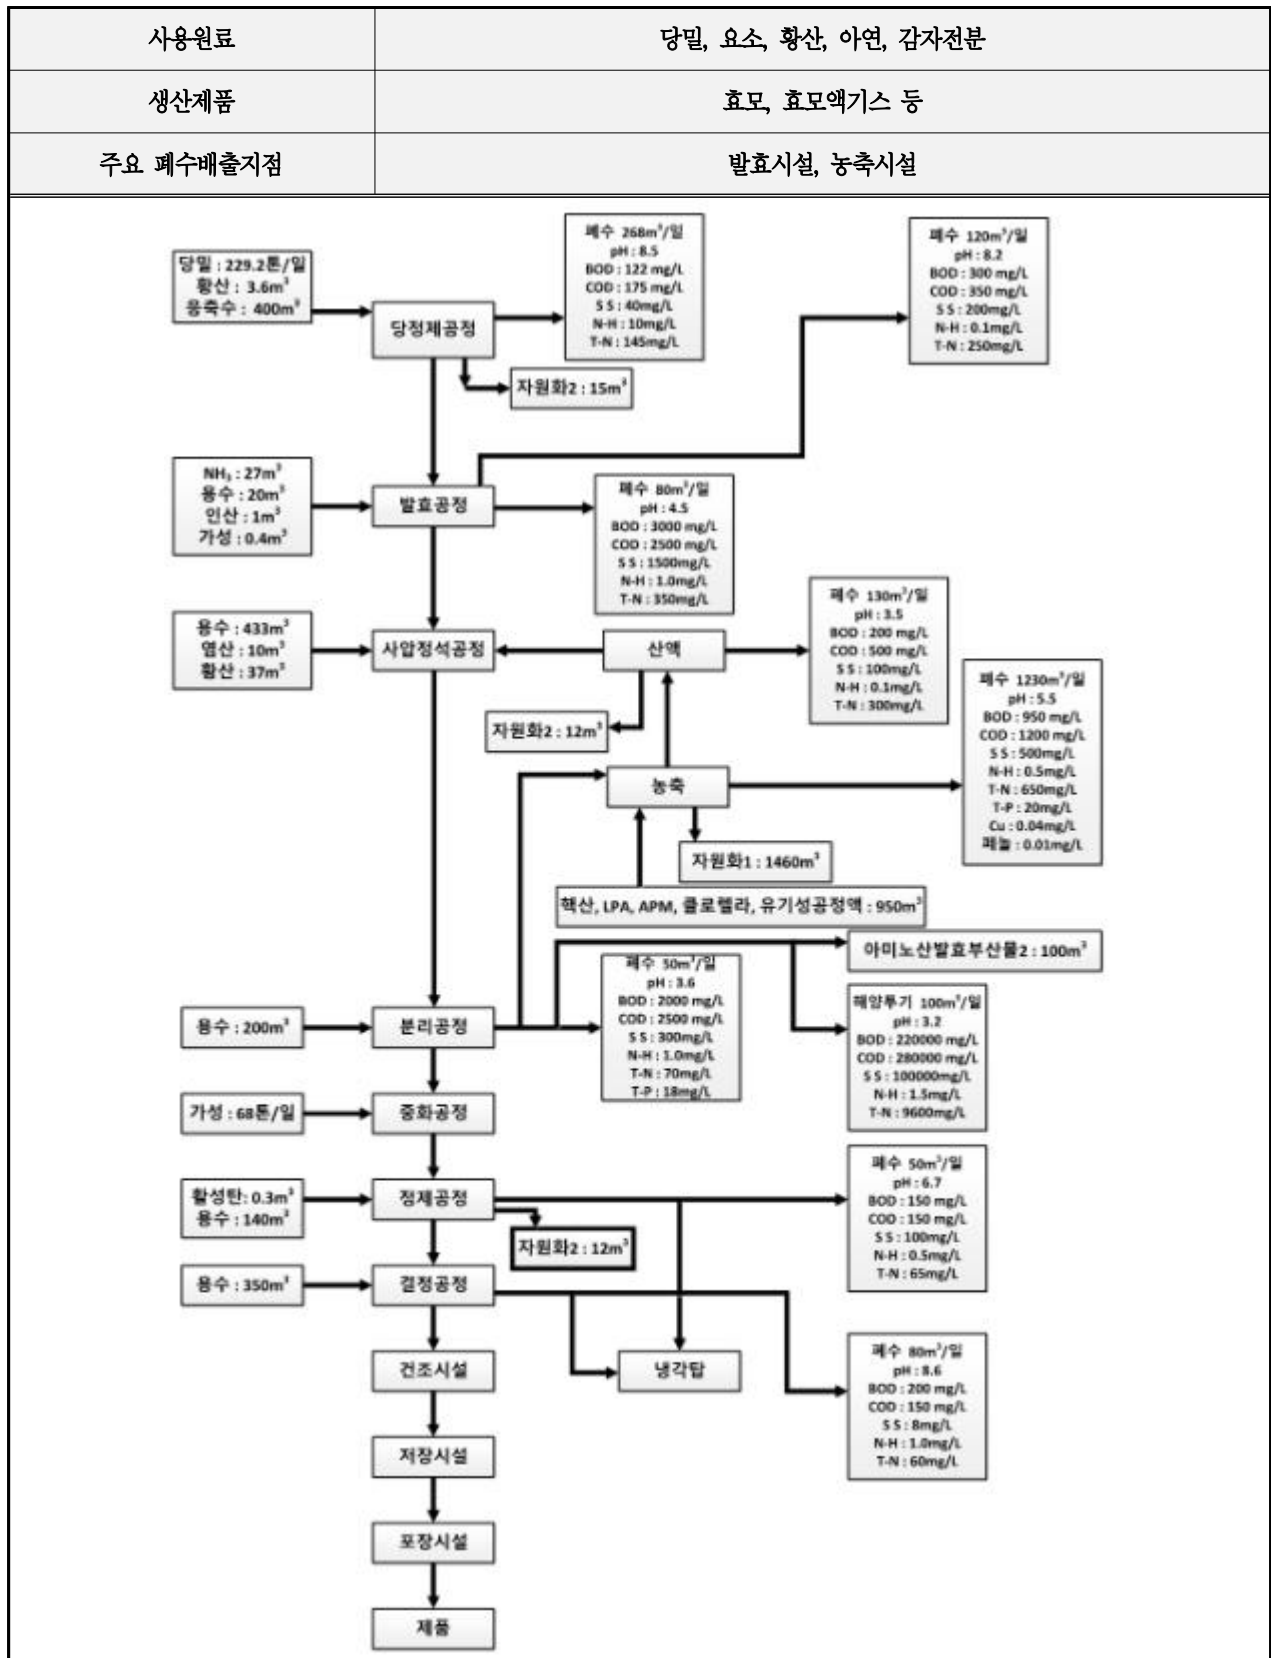 사용원료 당밀, 요소, 황산, 아연, 감자전분
생산제품 효모, 효모액기스 등
주요 폐수배출지점 발효시설, 농축시설
당밀 : 229.2톤/일
황산 : 3.6m³
응축수 : 400m³
당정제공정
폐수 268m³/일
pH : 8.5
BOD : 122 mg/L
COD : 175 mg/L
S S : 40mg/L
N-H : 10mg/L
T-N : 145mg/L
폐수 120m³/일
pH : 8.2
BOD : 300 mg/L
COD : 350 mg/L
S S : 200mg/L
N-H : 0.1mg/L
T-N : 250mg/L
자원화2 : 15m³
NH₃ : 27m³
용수 : 20m³
인산 : 1m³
가성 : 0.4m³
발효공정
폐수 80m³/일
pH : 4.5
BOD : 3000 mg/L
COD : 2500 mg/L
S S : 1500mg/L
N-H : 1.0mg/L
T-N : 350mg/L
용수 : 433m³
염산 : 10m³
황산 : 37m³
사압정석공정
산액
폐수 130m³/일
pH : 3.5
BOD : 200 mg/L
COD : 500 mg/L
S S : 100mg/L
N-H : 0.1mg/L
T-N : 300mg/L
자원화2 : 12m³
농축
폐수 1230m³/일
pH : 5.5
BOD : 950 mg/L
COD : 1200 mg/L
S S : 500mg/L
N-H : 0.5mg/L
T-N : 650mg/L
T-P : 20mg/L
Cu : 0.04mg/L
페놀 : 0.01mg/L
자원화1 : 1460m³
핵산, LPA, APM, 클로렐라, 유기성공정액 : 950m³
아미노산발효부산물2 : 100m³
용수 : 200m³
분리공정
폐수 50m³/일
pH : 3.6
BOD : 2000 mg/L
COD : 2500 mg/L
S S : 300mg/L
N-H : 1.0mg/L
T-N : 70mg/L
T-P : 18mg/L
해양투기 100m³/일
pH : 3.2
BOD : 220000 mg/L
COD : 280000 mg/L
S S : 100000mg/L
N-H : 1.5mg/L
T-N : 9600mg/L
가성 : 68톤/일
중화공정
활성탄: 0.3m³
용수 : 140m³
정제공정
자원화2 : 12m³
폐수 50m³/일
pH : 6.7
BOD : 150 mg/L
COD : 150 mg/L
S S : 100mg/L
N-H : 0.5mg/L
T-N : 65mg/L
용수 : 350m³
결정공정
건조시설
냉각탑
폐수 80m³/일
pH : 8.6
BOD : 200 mg/L
COD : 150 mg/L
S S : 8mg/L
N-H : 1.0mg/L
T-N : 60mg/L
저장시설
포장시설
제품